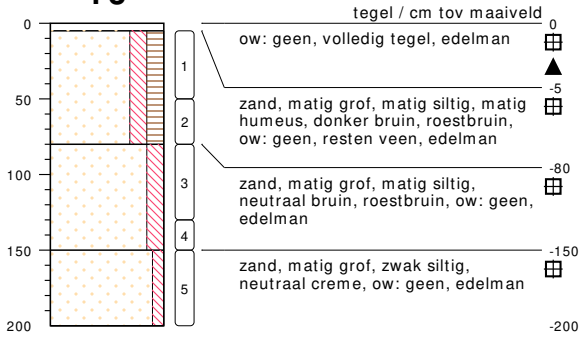 tegel / cm tov maaiveld
0
0
ow: geen, volledig tegel, edelman
1
-5
50
zand, matig grof, matig siltig, matig
humeus, donker bruin, roestbruin,
ow: geen, resten veen, edelman
2
-80
100
3
zand, matig grof, matig siltig,
neutraal bruin, roestbruin, ow: geen,
edelman
4
150
-150
zand, matig grof, zwak siltig,
neutraal creme, ow: geen, edelman
5
200
-200